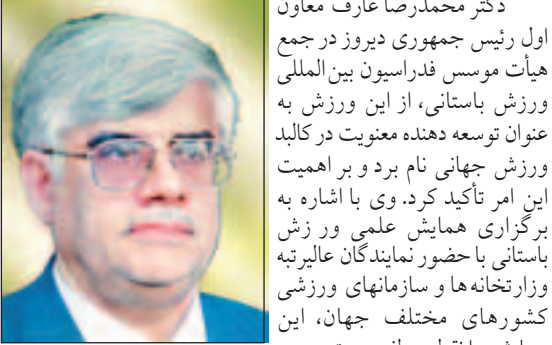 دکتر محمدرضا عارف معاون
اول رئیس جمهوری دیروز در جمع
هیأت موسس فدراسیون بین‌المللی
ورزش باستانی، از این ورزش به
عنوان توسعه دهنده معنویت در کالبد
ورزش جهانی نام برد و بر اهمیت
این امر تأکید کرد. وی با اشاره به
برگزاری همایش علمی ور زش
باستانی با حضور نمایندگان عالیرتبه
وزارتخانه ها و سازمانهای ورزشی
کشورهای مختلف جهان، این